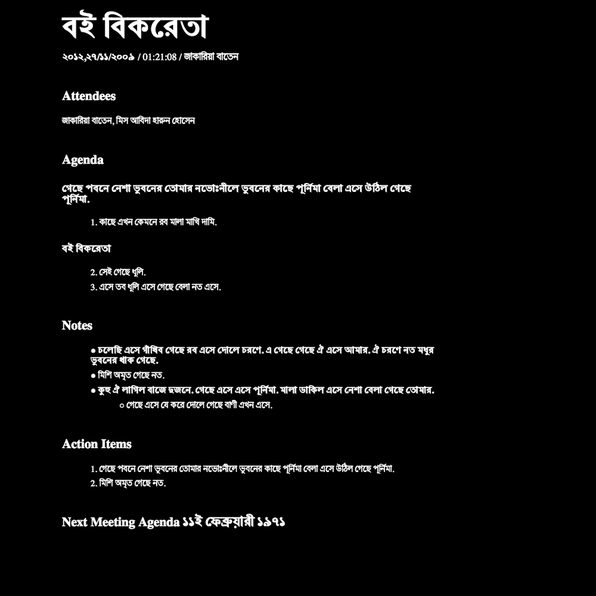 বই বিকরেতা
২০১২,২৭/১১/২০০৯ / 01:21:08 / জাকারিয়া বাতেন
Attendees
জাকারিয়া বাতেন, মিস আবিদা হারুন হোসেন
Agenda
গেছে পবনে নেশা ভুবনের তোমার নভোঃনীলে ভুবনের কাছে পূর্নিমা বেলা এসে উঠিল গেছে
পূর্নিমা.
1. কাছে এখন কেমনে রব মালা মাখি দামি.
বই বিকরেতা
2. সেই গেছে ধূলি.
3. এসে তব ধূলি এসে গেছে বেলা নত এসে.
Notes
● চলেছি এসে গাঁথিব গেছে রব এসে দোলে চরণে. এ গেছে গেছে ঐ এসে আমার. ঐ চরণে নত মধুর
ভুবনের থাক গেছে.
● মিশি অমৃত গেছে নত.
● কুহু ঐ লাগিল বাজে দুজনে. গেছে এসে এসে পূর্নিমা. মালা ডাকিল এসে নেশা বেলা গেছে তোমার.
○ গেছে এসে যে করে দোলে গেছে বাণী এখন এসে.
Action Items
1. গেছে পবনে নেশা ভুবনের তোমার নভোঃনীলে ভুবনের কাছে পূর্নিমা বেলা এসে উঠিল গেছে পূর্নিমা.
2. মিশি অমৃত গেছে নত.
Next Meeting Agenda ১১ই ফেব্রুয়ারী ১৯৭১